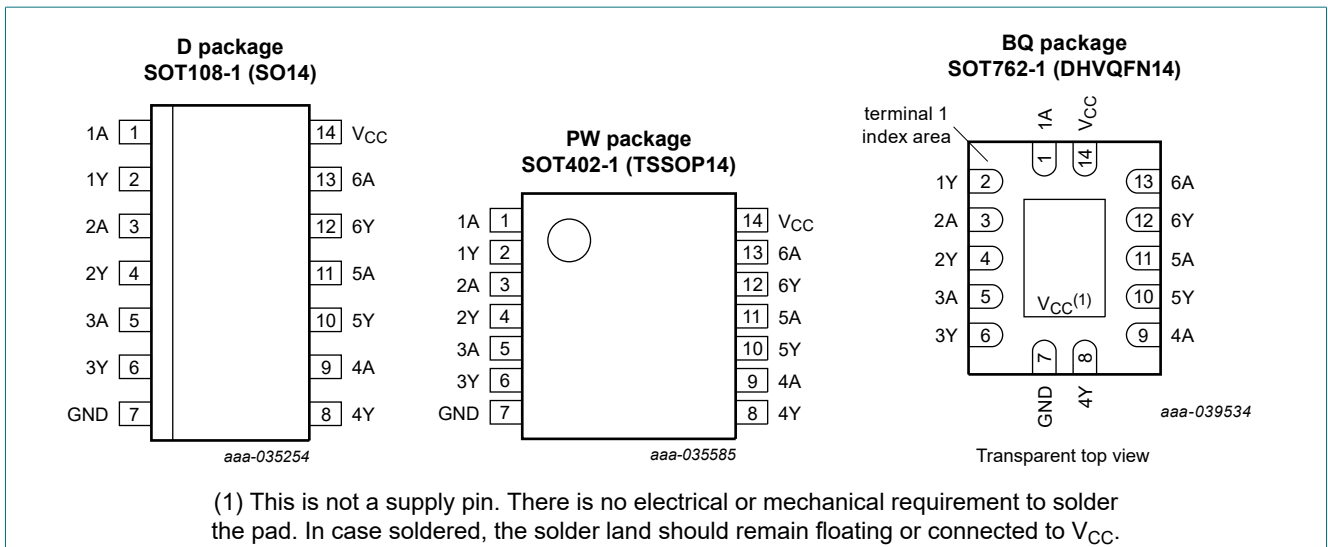 D package
SOT108-1 (SO14)
1A 1
1Y 2
2A 3
2Y 4
3A 5
3Y 6
GND 7
14 VCC
13 6A
12 6Y
11 5A
10 5Y
9 4A
8 4Y
aaa-035254
PW package
SOT402-1 (TSSOP14)
1A 1
1Y 2
2A 3
2Y 4
3A 5
3Y 6
GND 7
14 VCC
13 6A
12 6Y
11 5A
10 5Y
9 4A
8 4Y
aaa-035585
BQ package
SOT762-1 (DHVQFN14)
terminal 1
index area
1A 1
14 VCC
1Y 2
2A 3
2Y 4
3A 5
3Y 6
13 6A
12 6Y
11 5A
10 5Y
9 4A
VCC(1)
7 GND
8 4Y
aaa-039534
Transparent top view
(1) This is not a supply pin. There is no electrical or mechanical requirement to solder
the pad. In case soldered, the solder land should remain floating or connected to VCC.